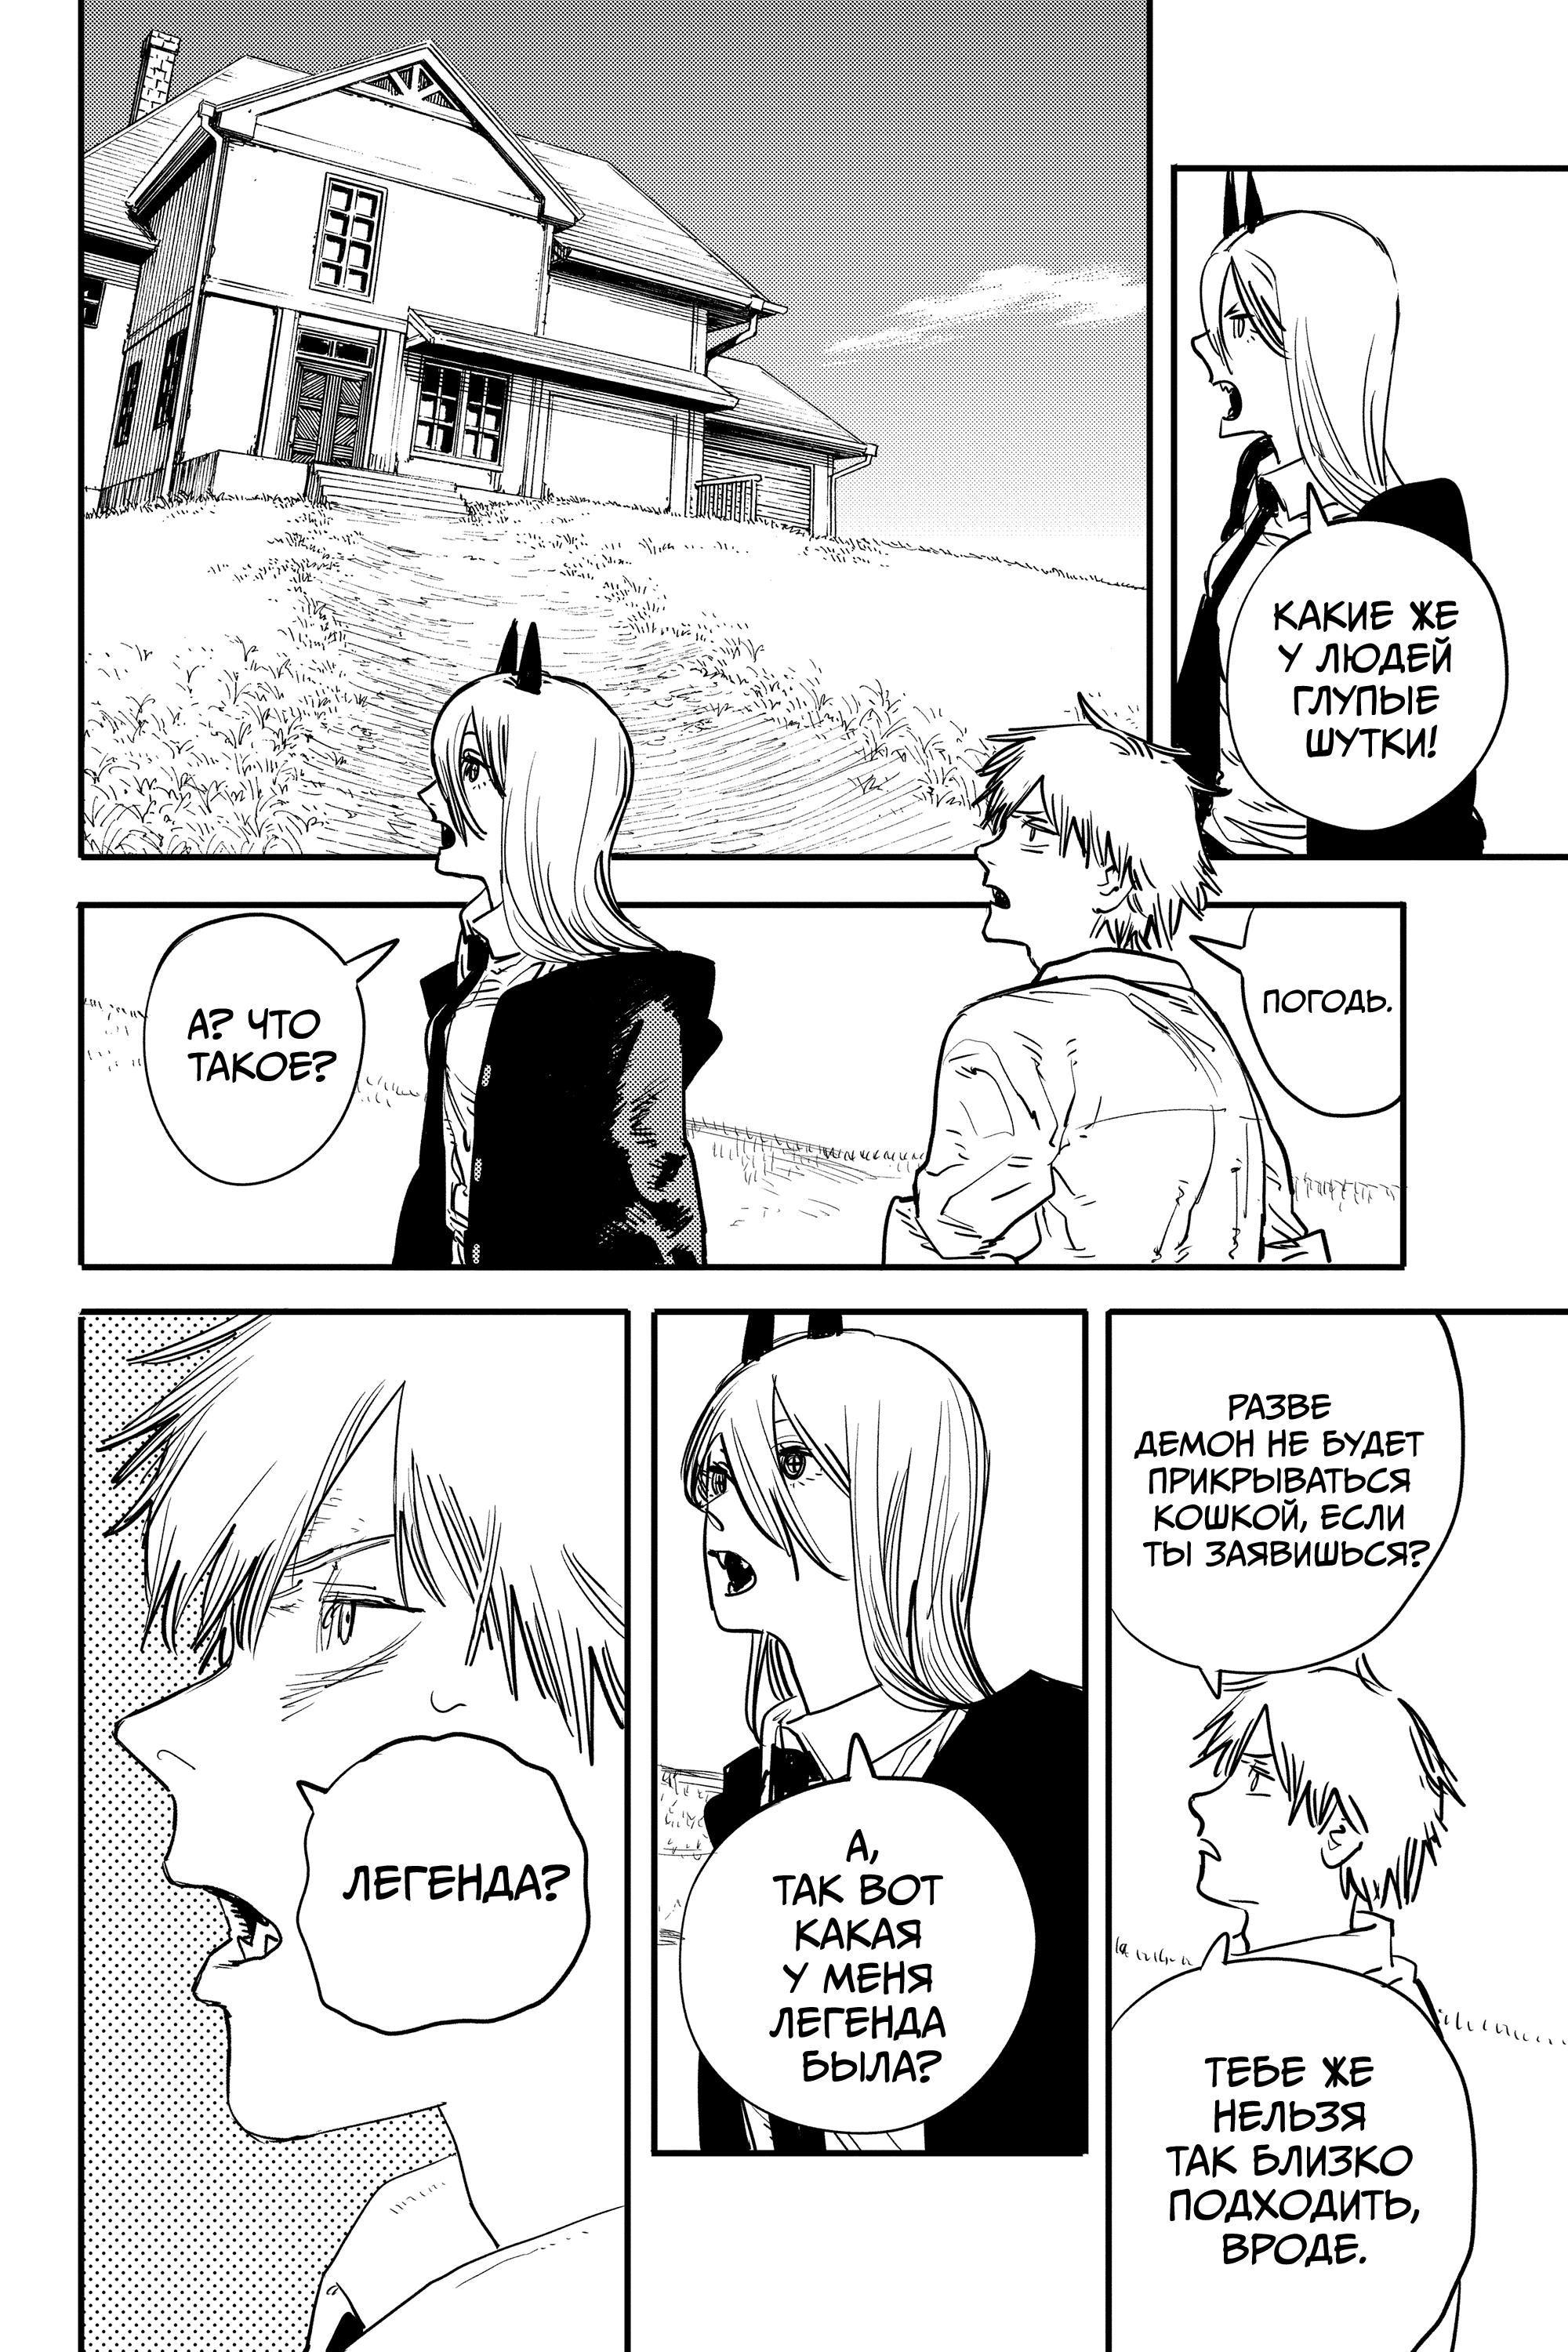 КАКИЕ ЖЕ
У ЛЮДЕЙ
ГЛУПЫЕ
ШУТКИ!
ПОГОДЬ.
А? ЧТО
ТАКОЕ?
РАЗВЕ
ДЕМОН НЕ БУДЕТ
ПРИКРЫВАТЬСЯ
КОШКОЙ, ЕСЛИ
ТЫ ЗАЯВИШЬСЯ?
ТЕБЕ ЖЕ
НЕЛЬЗЯ
ТАК БЛИЗКО
ПОДХОДИТЬ,
ВРОДЕ.
А,
ТАК ВОТ
КАКАЯ
У МЕНЯ
ЛЕГЕНДА
БЫЛА?
ЛЕГЕНДА?